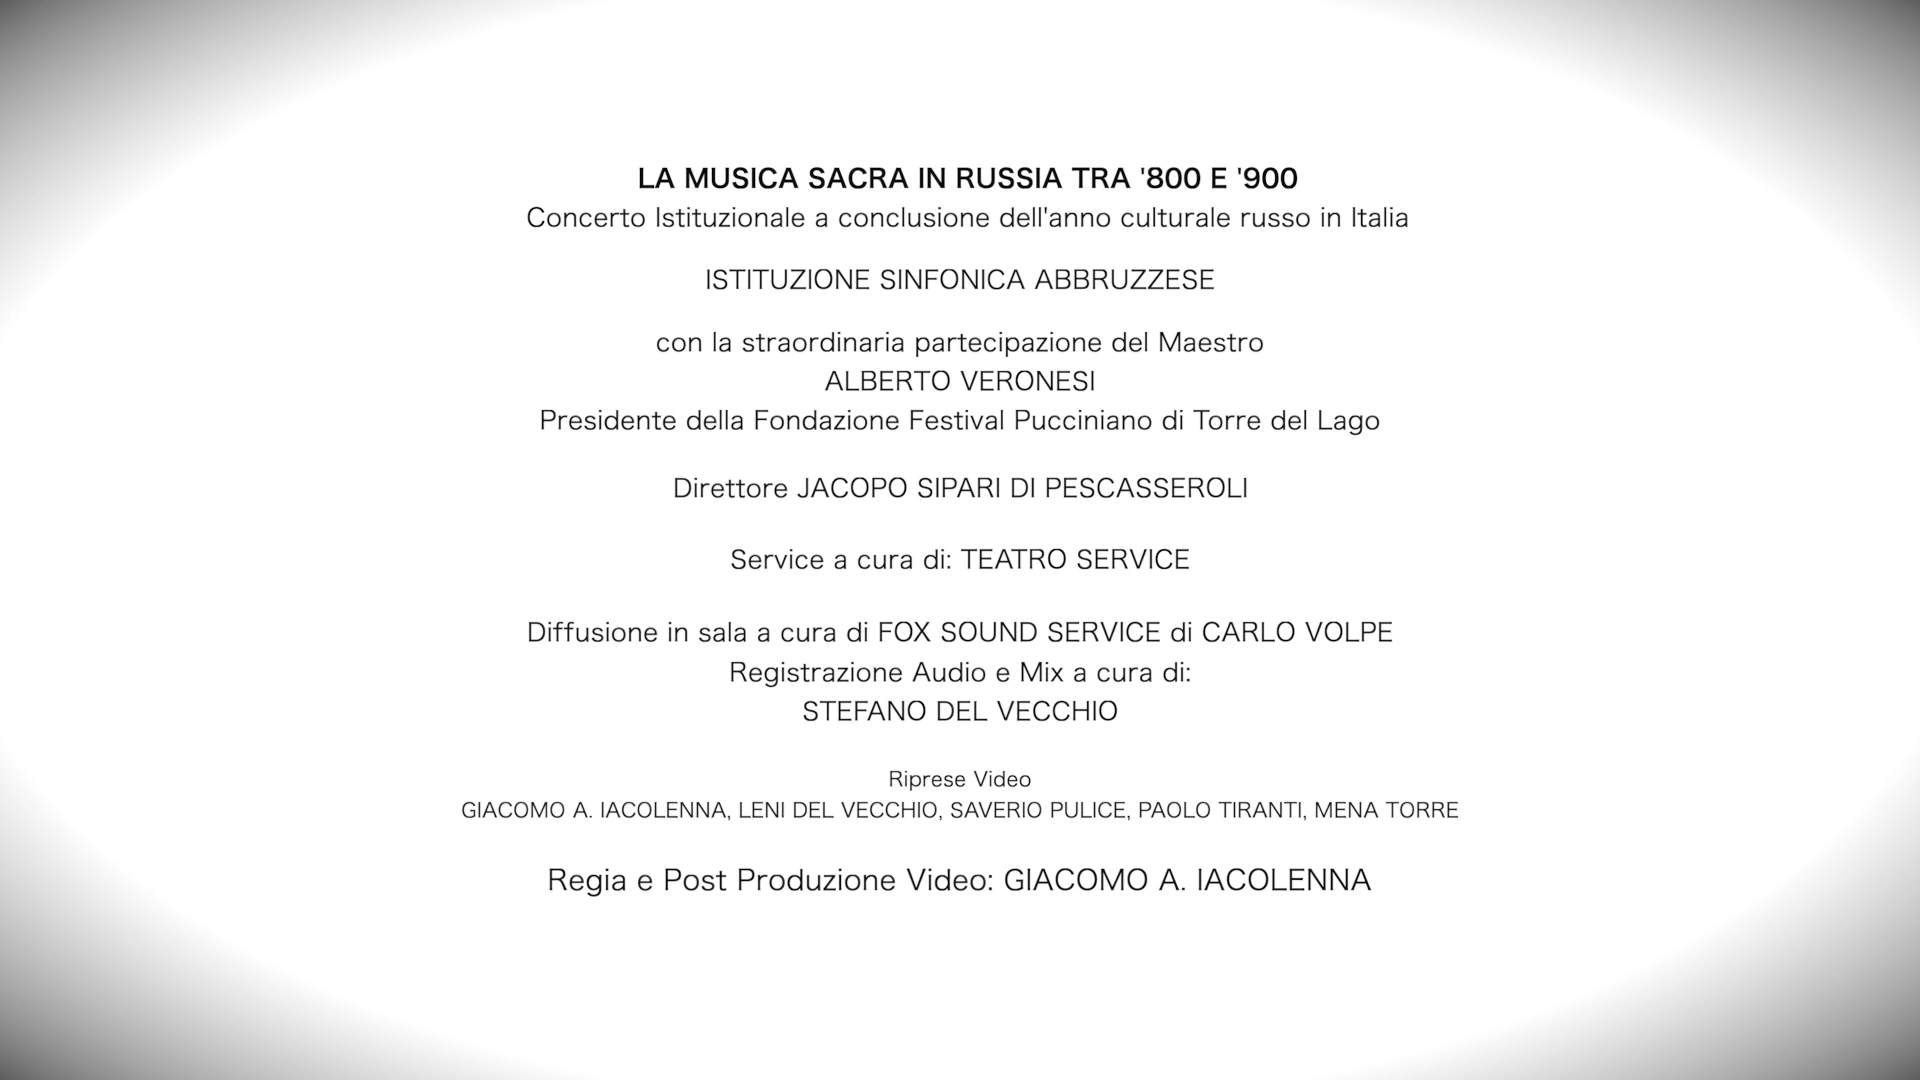 LA MUSICA SACRA IN RUSSIA TRA '800 E '900
Concerto Istituzionale a conclusione dell'anno culturale russo in Italia
ISTITUZIONE SINFONICA ABBRUZZESE
con la straordinaria partecipazione del Maestro
ALBERTO VERONESI
Presidente della Fondazione Festival Pucciniano di Torre del Lago
Direttore JACOPO SIPARI DI PESCASSEROLI
Service a cura di: TEATRO SERVICE
Diffusione in sala a cura di FOX SOUND SERVICE di CARLO VOLPE
Registrazione Audio e Mix a cura di:
STEFANO DEL VECCHIO
Riprese Video
GIACOMO A. IACOLENNA, LENI DEL VECCHIO, SAVERIO PULICE, PAOLO TIRANTI, MENA TORRE
Regia e Post Produzione Video: GIACOMO A. IACOLENNA